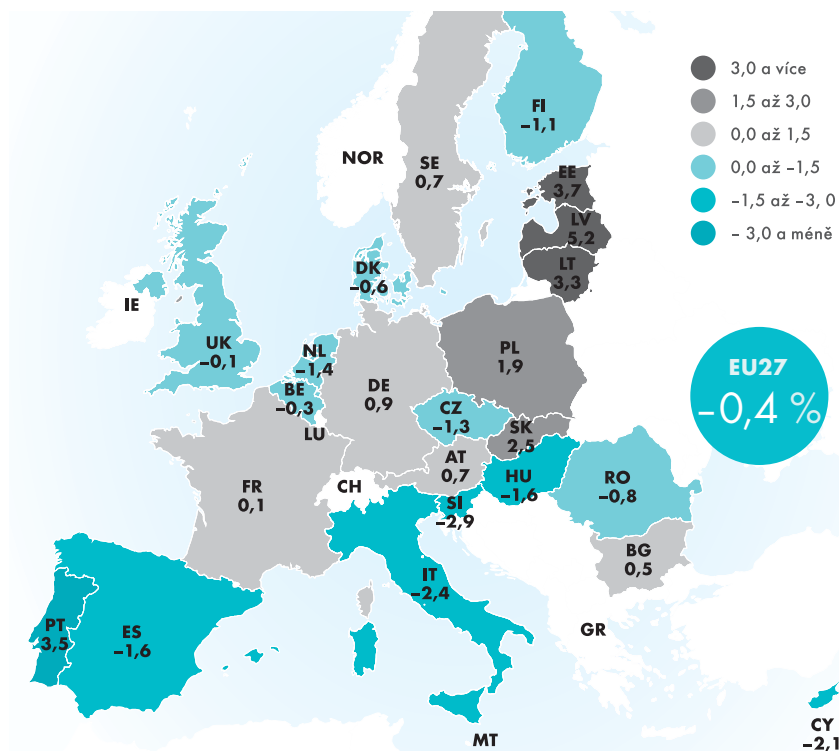 3,0 a více
1,5 až 3,0
0,0 až 1,5
0,0 až –1,5
–1,5 až –3, 0
– 3,0 a méně
FI
–1,1
NOR
SE
0,7
EE
3,7
LV
5,2
LT
3,3
DK
–0,6
IE
UK
–0,1
NL
–1,4
BE
–0,3
LU
DE
0,9
PL
1,9
EU27
–0,4 %
CZ
–1,3
SK
2,5
AT
0,7
CH
HU
–1,6
SI
–2,9
RO
–0,8
FR
0,1
BG
0,5
IT
–2,4
PT
3,5
ES
–1,6
GR
MT
CY
–2,1